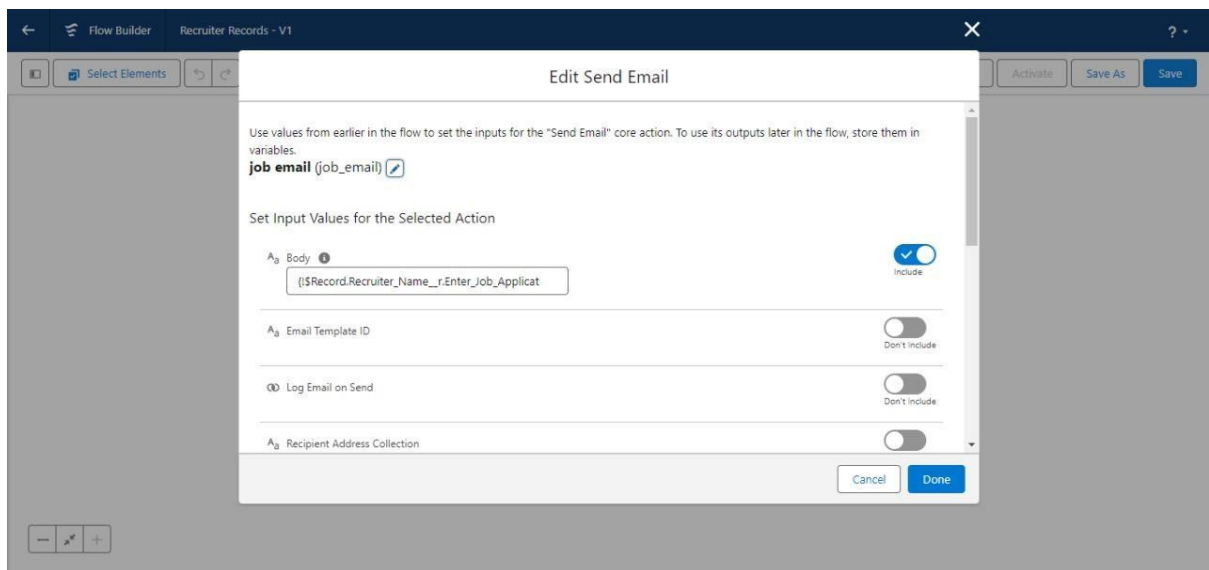 Flow Builder Recruiter Records - V1 ?
Select Elements Activate Save As Save
Edit Send Email
Use values from earlier in the flow to set the inputs for the "Send Email" core action. To use its outputs later in the flow, store them in
variables.
job email (job_email)
Set Input Values for the Selected Action
Aa Body
Include
{!$Record.Recruiter_Name__r.Enter_Job_Applicat
Aa Email Template ID
Don't Include
Log Email on Send
Don't Include
Aa Recipient Address Collection
Cancel Done